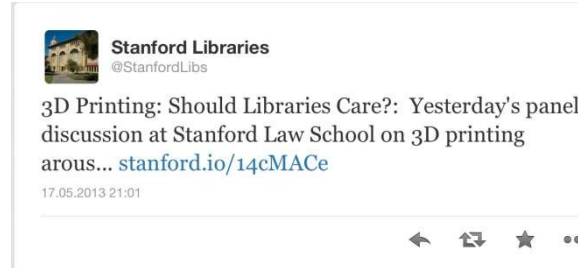 Stanford Libraries
@StanfordLibs
3D Printing: Should Libraries Care?: Yesterday's panel
discussion at Stanford Law School on 3D printing
arous... stanford.io/14cMACe
17.05.2013 21:01